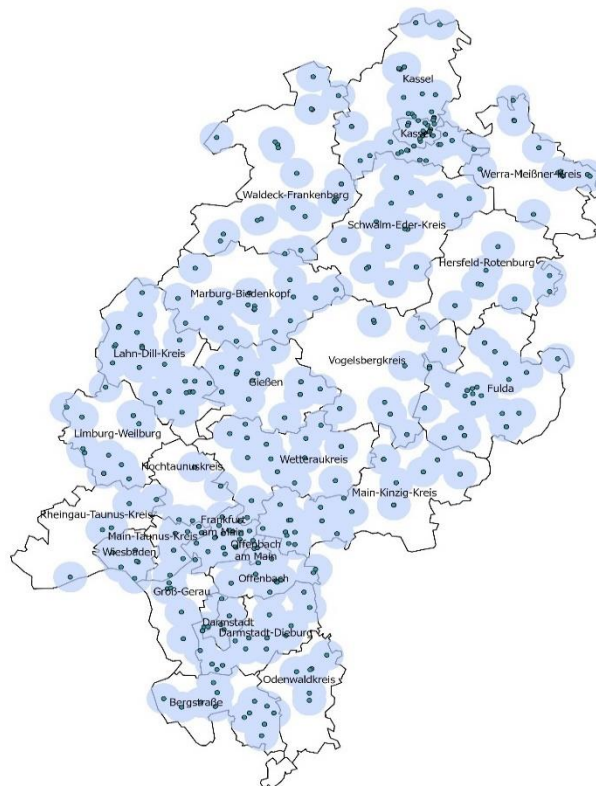 Kassel
Kassel
Werra-Meißner-Kreis
Waldeck-Frankenberg
Schwalm-Eder-Kreis
Hersfeld-Rotenburg
Marburg-Biedenkopf
Lahn-Dill-Kreis
Vogelsbergkreis
Gießen
Fulda
Limburg-Weilburg
Wetteraukreis
Hochtaunuskreis
Main-Kinzig-Kreis
Rheingau-Taunus-Kreis
Frankfurt
am Main
Main-Taunus-Kreis
Offenbach
am Main
Wiesbaden
Offenbach
Groß-Gerau
Darmstadt
Darmstadt-Dieburg
Odenwaldkreis
Bergstraße